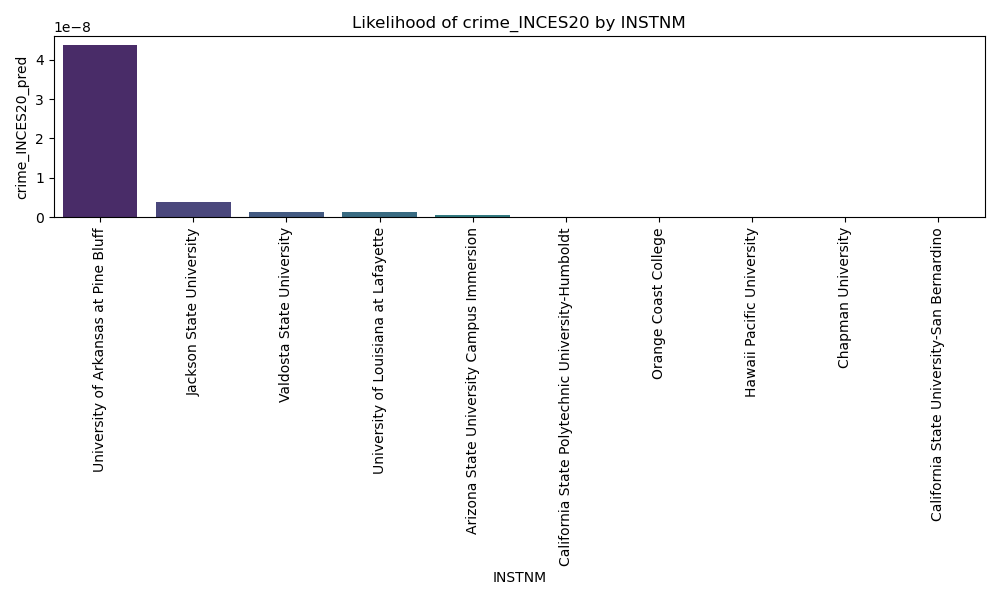 Likelihood of crime_INCES20 by INSTNM
1e−8
crime_INCES20_pred
4
3
2
1
0
University of Arkansas at Pine Bluff
Jackson State University
Valdosta State University
University of Louisiana at Lafayette
Arizona State University Campus Immersion
California State Polytechnic University-Humboldt
Orange Coast College
Hawaii Pacific University
Chapman University
California State University-San Bernardino
INSTNM